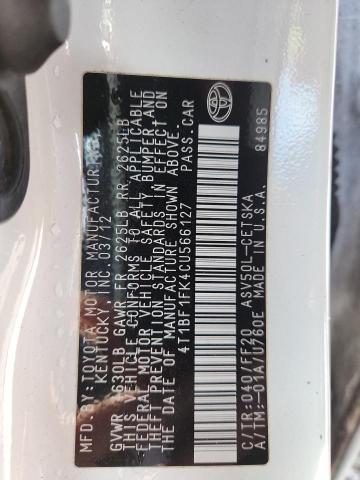 MFD.BY: TOYOTA MOTOR MANUFACTUR
KENTUCKY, INC. 03/12
GVWR 4630LB GAWR FR 2625LB RR 2625LB
THIS VEHICLE CONFORMS TO ALL APPLICABLE
FEDERAL MOTOR VEHICLE SAFETY, BUMPER, AND
THEFT PREVENTION STANDARDS IN EFFECT ON
THE DATE OF MANUFACTURE SHOWN ABOVE.
4T1BF1FK4CU566127 PASS.CAR
C/TR: 040/FF20 ASV50L-CETSKA
A/TM:-01A/U760E MADE IN U.S.A.
84985